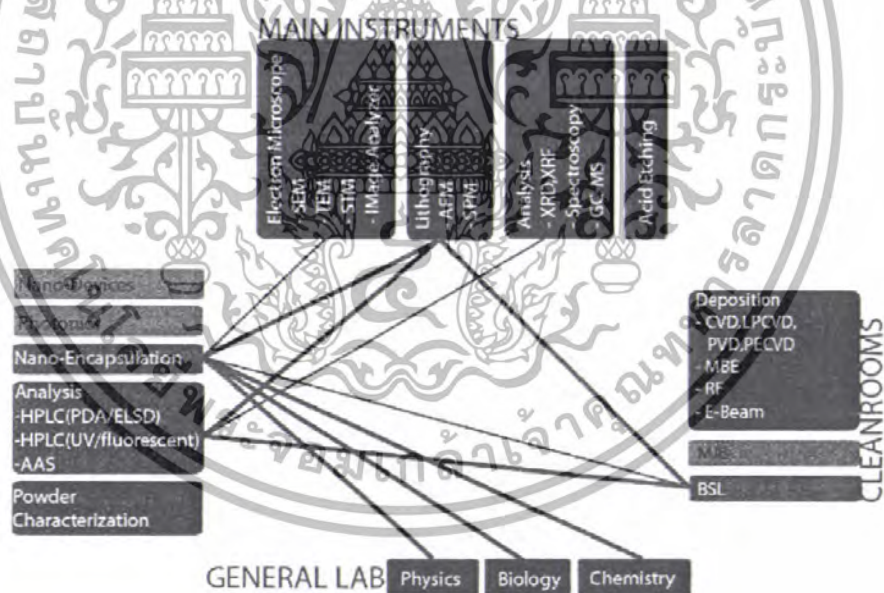 MAIN INSTRUMENTS
Electron Microscope
- SEM
- TEM
- STM
- IMage Analyzer
Lithography
- AFM
- SPM
Analysis
- XRD,XRF
- Spectroscopy
- GC-MS
Acid Etching
Nano-Devices
Photonics
Nano-Encapsulation
Analysis
-HPLC(PDA/ELSD)
-HPLC(UV/fluorescent)
-AAS
Powder
Characterization
Deposition
- CVD,LPCVD,
PVD,PECVD
- MBE
- RF
- E-Beam
BSL
CLEANROOMS
GENERAL LAB
Physics
Biology
Chemistry